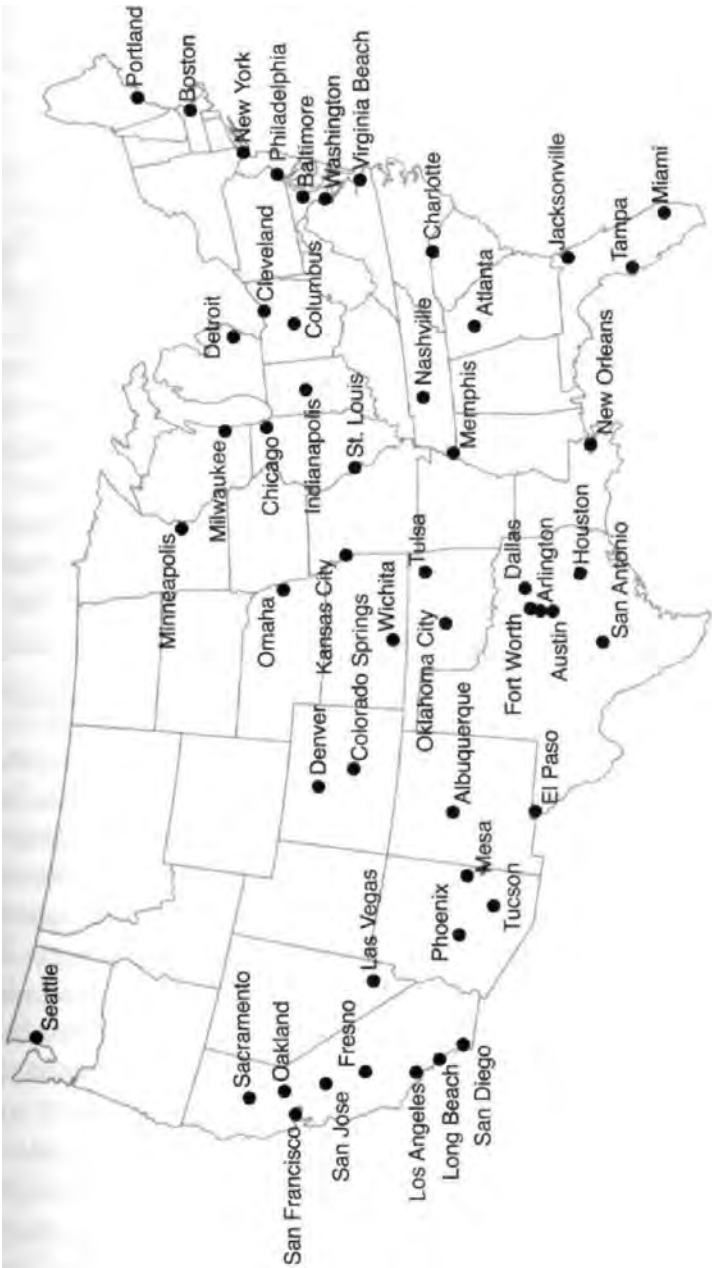 Seattle
Portland
Boston
New York
Philadelphia
Baltimore
Washington
Virginia Beach
Minneapolis
Milwaukee
Detroit
Cleveland
Columbus
Chicago
Indianapolis
St. Louis
Omaha
Kansas City
Sacramento
Oakland
San Francisco
San Jose
Fresno
Las Vegas
Los Angeles
Long Beach
San Diego
Denver
Colorado Springs
Wichita
Tulsa
Oklahoma City
Nashville
Memphis
Charlotte
Atlanta
Phoenix
Mesa
Tucson
Albuquerque
El Paso
Fort Worth
Dallas
Arlington
Austin
Houston
San Antonio
New Orleans
Jacksonville
Tampa
Miami